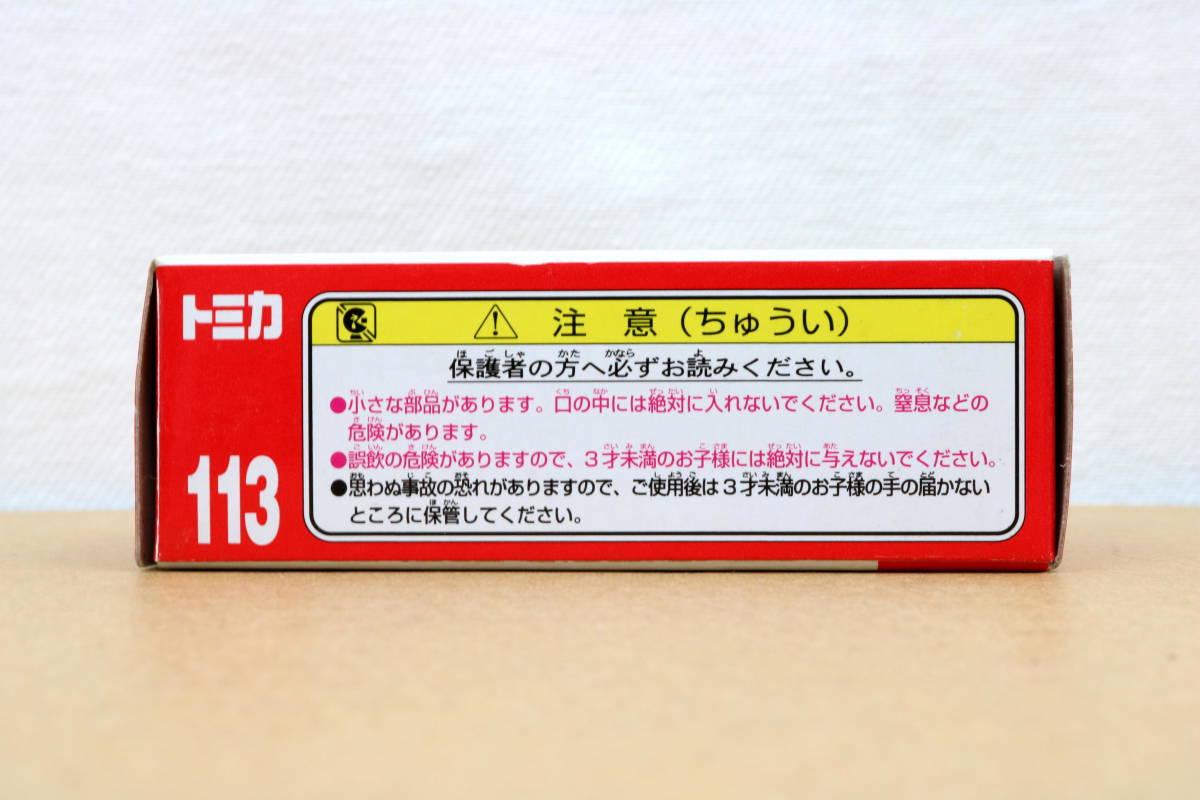 トミカ
113
注 意（ちゅうい）
保護者の方へ必ずお読みください。
●小さな部品があります。口の中には絶対に入れないでください。窒息などの
危険があります。
●誤飲の危険がありますので、３才未満のお子様には絶対に与えないでください。
●思わぬ事故の恐れがありますので、ご使用後は３才未満のお子様の手の届かない
ところに保管してください。